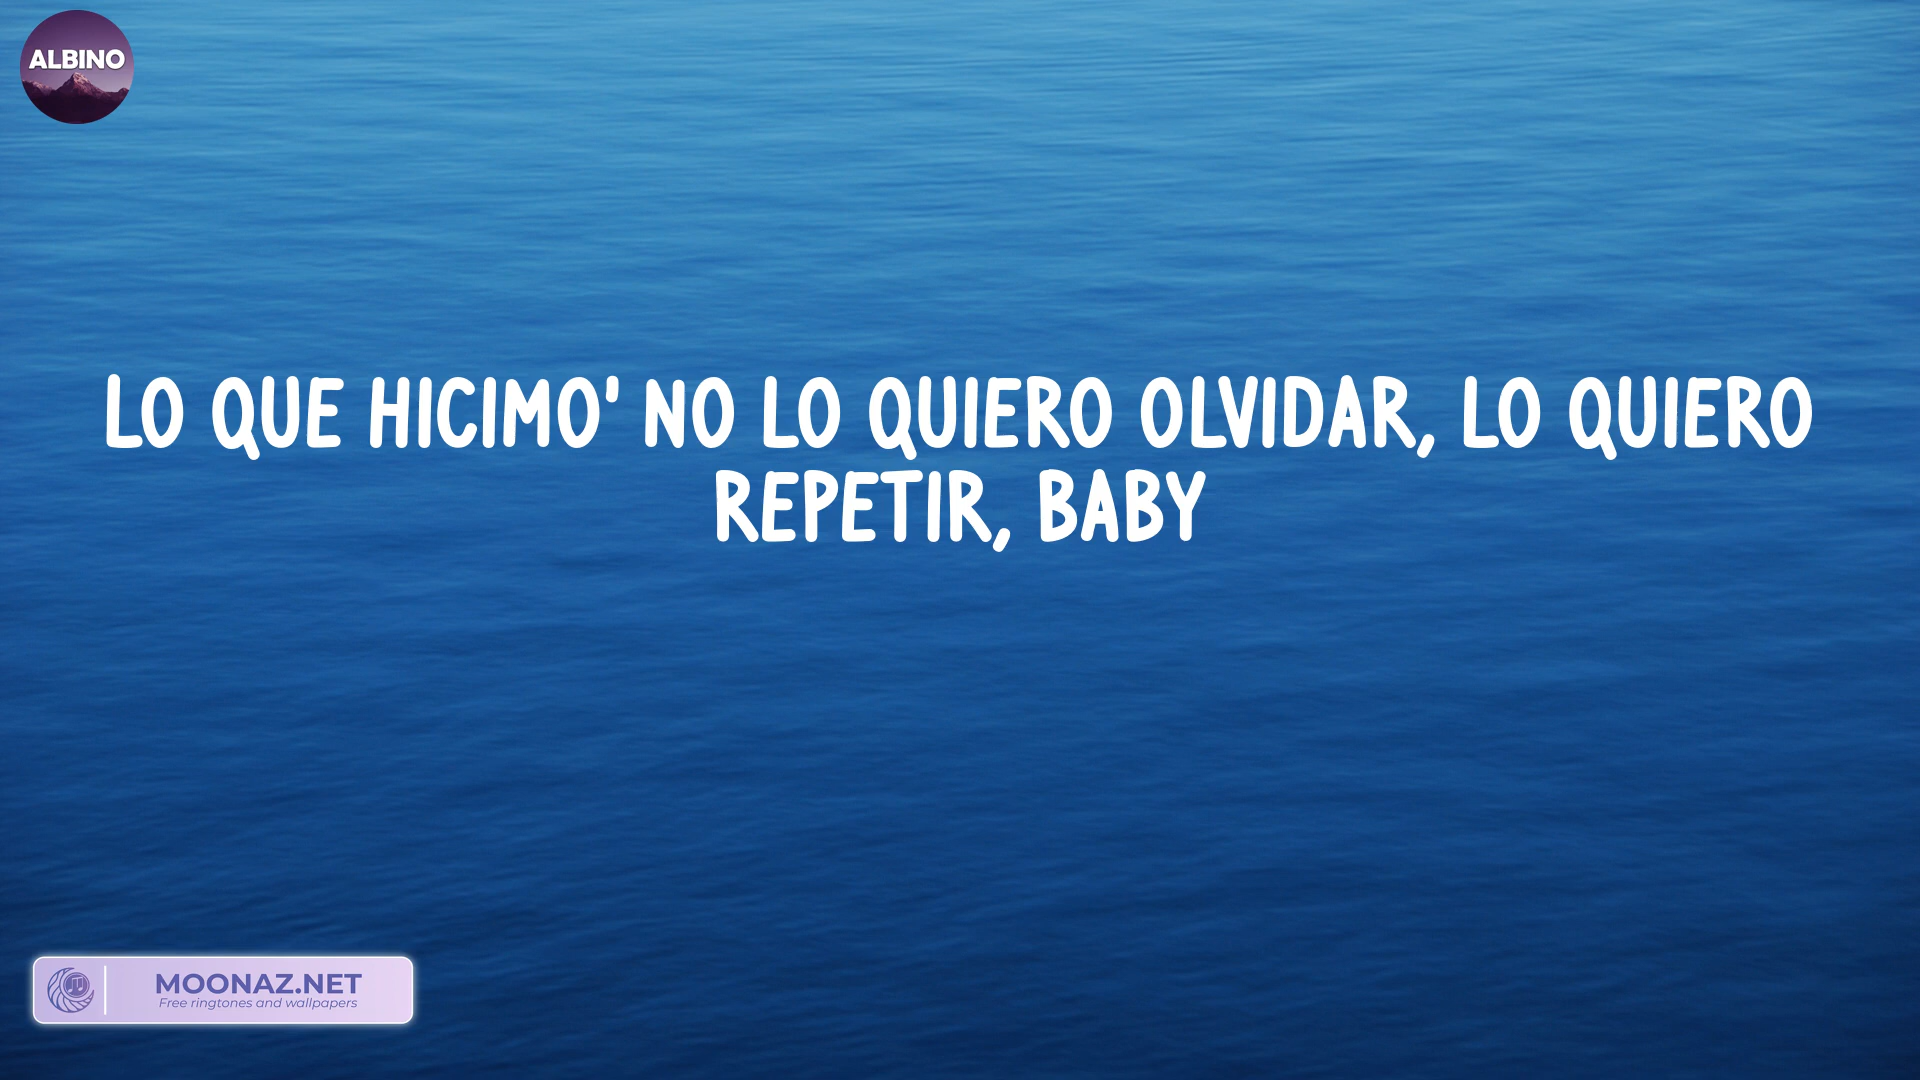 ALBINO
LO QUE HICIMO' NO LO QUIERO OLVIDAR, LO QUIERO
REPETIR, BABY
MOONAZ.NET
Free ringtones and wallpapers